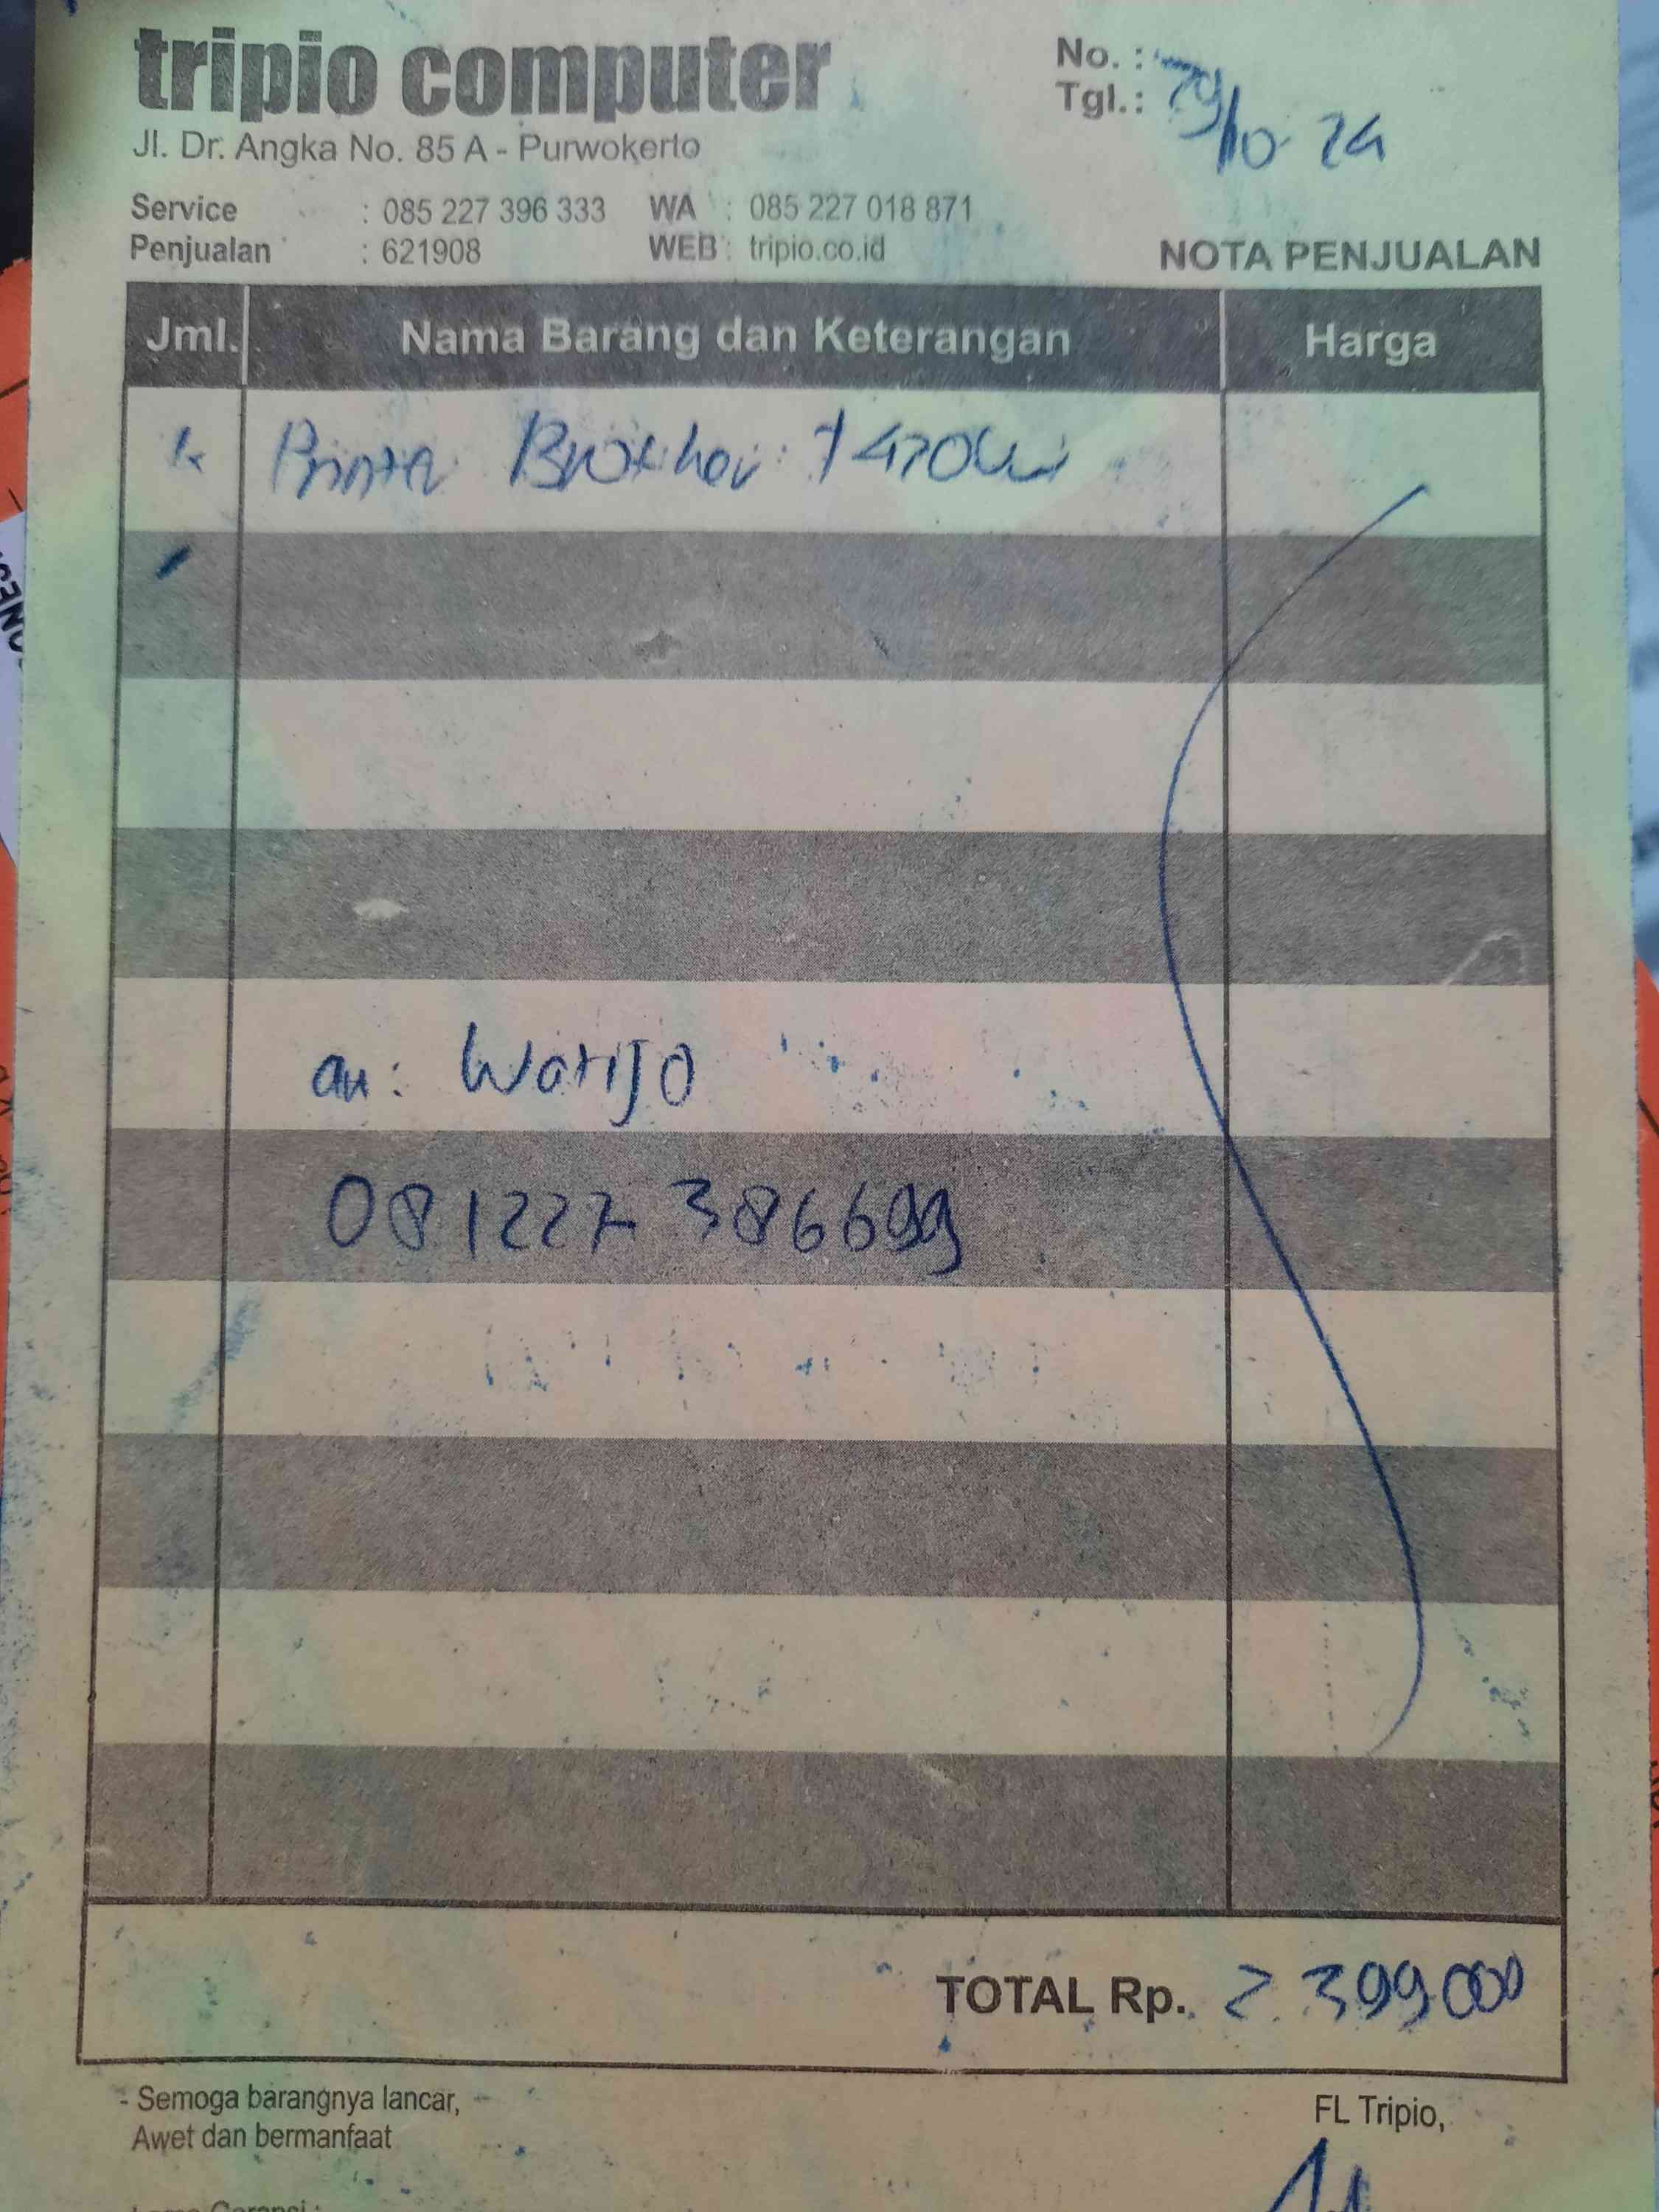 tripio computer
Jl. Dr. Angka No. 85 A - Purwokerto
No. :
Tgl. : 29/10 24
Service : 085 227 396 333 WA : 085 227 018 871
Penjualan : 621908 WEB : tripio.co.id
NOTA PENJUALAN
Jml. Nama Barang dan Keterangan Harga
Printer Brother T420W
an: Warijo
081227 386699
TOTAL Rp. 2 399 000
- Semoga barangnya lancar,
Awet dan bermanfaat
FL Tripio,